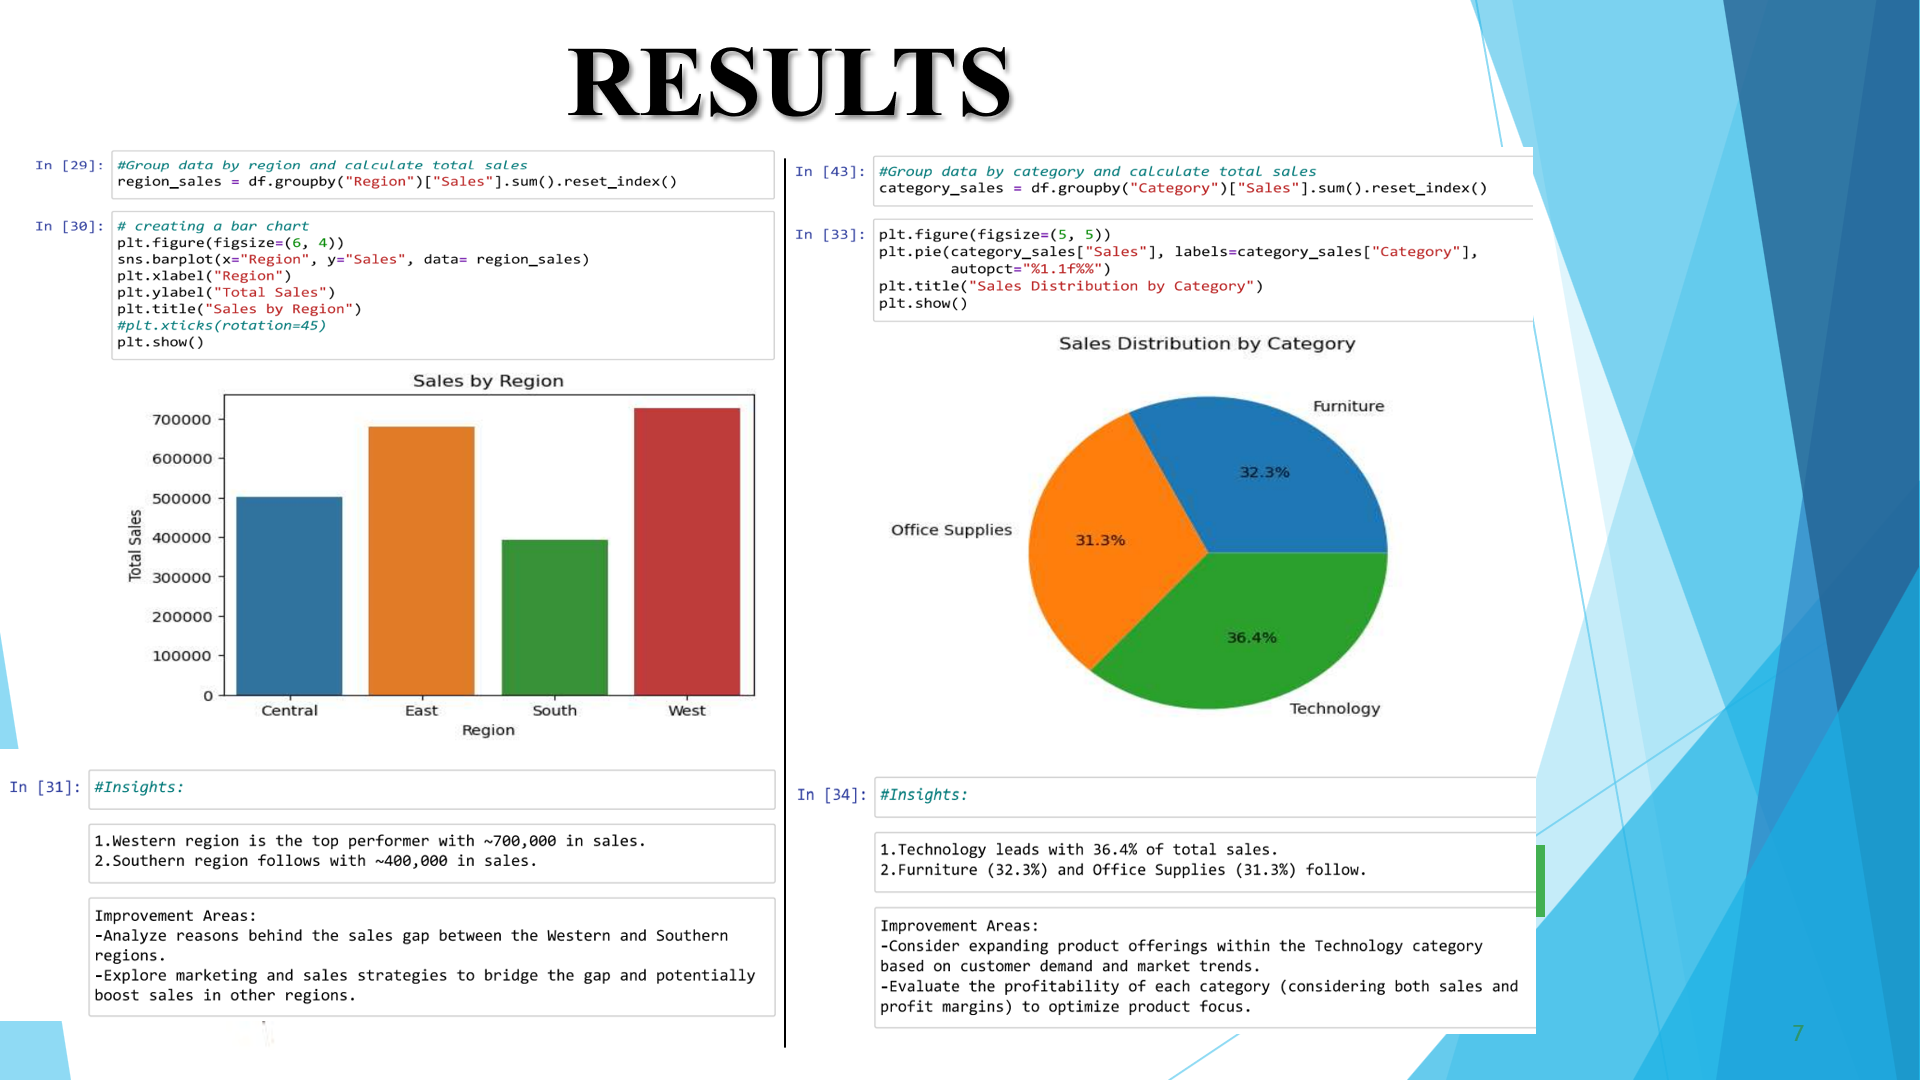 RESULTS
In [29]:
#Group data by region and calculate total sales
region_sales = df.groupby("Region")["Sales"].sum().reset_index()
In [30]:
# creating a bar chart
plt.figure(figsize=(6, 4))
sns.barplot(x="Region", y="Sales", data= region_sales)
plt.xlabel("Region")
plt.ylabel("Total Sales")
plt.title("Sales by Region")
#plt.xticks(rotation=45)
plt.show()
Sales by Region
700000
600000
500000
400000
300000
200000
100000
0
Total Sales
Central East South West
Region
In [31]:
#Insights:
1.Western region is the top performer with ~700,000 in sales.
2.Southern region follows with ~400,000 in sales.
Improvement Areas:
-Analyze reasons behind the sales gap between the Western and Southern
regions.
-Explore marketing and sales strategies to bridge the gap and potentially
boost sales in other regions.
In [43]:
#Group data by category and calculate total sales
category_sales = df.groupby("Category")["Sales"].sum().reset_index()
In [33]:
plt.figure(figsize=(5, 5))
plt.pie(category_sales["Sales"], labels=category_sales["Category"],
autopct="%1.1f%%")
plt.title("Sales Distribution by Category")
plt.show()
Sales Distribution by Category
Furniture
32.3%
Office Supplies
31.3%
36.4%
Technology
In [34]:
#Insights:
1.Technology leads with 36.4% of total sales.
2.Furniture (32.3%) and Office Supplies (31.3%) follow.
Improvement Areas:
-Consider expanding product offerings within the Technology category
based on customer demand and market trends.
-Evaluate the profitability of each category (considering both sales and
profit margins) to optimize product focus.
7